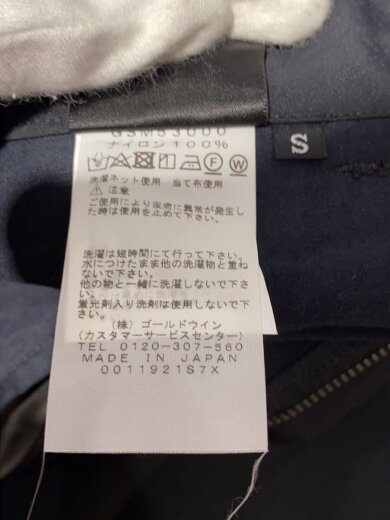 GSM53000
ナイロン100%
F
W
S
洗濯ネット使用 当て布使用
⚠注意
ご使用により皮膚に異常が発生し
た時は使用を中止して下さい。
洗濯は短時間にて行って下さい。
水につけたまま他の洗濯物と重ね
ないで下さい。
他の物と一緒に洗濯しないで下さ
い。
蛍光剤入り洗剤は使用しないで下
さい。
(株) ゴールドウイン
(カスタマーサービスセンター)
TEL 0120-307-560
MADE IN JAPAN
0011921S7X